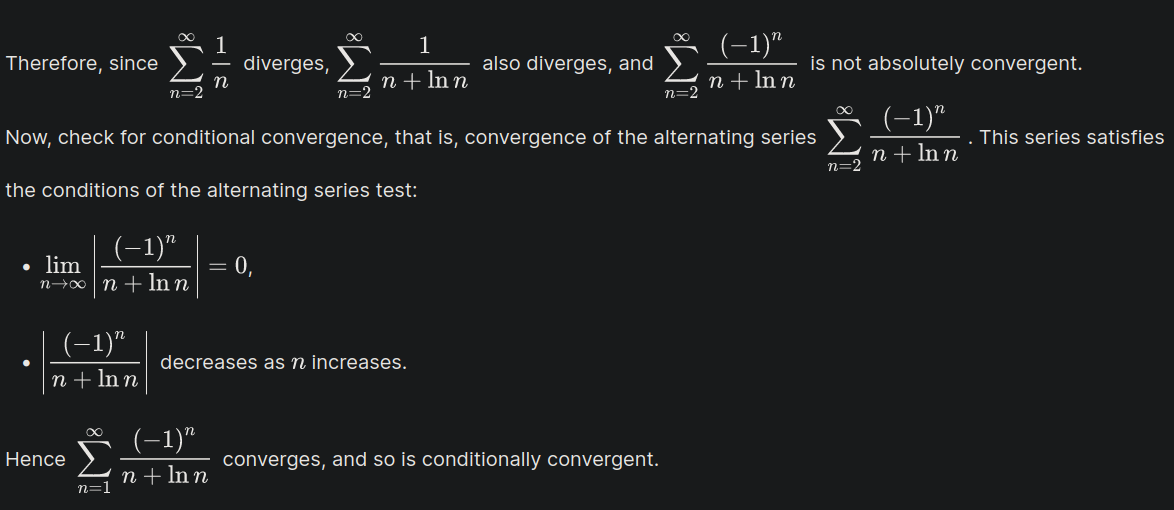 Therefore, since $\sum_{n=2}^{\infty} \frac{1}{n}$ diverges, $\sum_{n=2}^{\infty} \frac{1}{n + \ln n}$ also diverges, and $\sum_{n=2}^{\infty} \frac{(-1)^n}{n + \ln n}$ is not absolutely convergent.
Now, check for conditional convergence, that is, convergence of the alternating series $\sum_{n=2}^{\infty} \frac{(-1)^n}{n + \ln n}$. This series satisfies
the conditions of the alternating series test:
• $\lim_{n \to \infty} \left| \frac{(-1)^n}{n + \ln n} \right| = 0,$
• $\left| \frac{(-1)^n}{n + \ln n} \right|$ decreases as $n$ increases.
Hence $\sum_{n=1}^{\infty} \frac{(-1)^n}{n + \ln n}$ converges, and so is conditionally convergent.